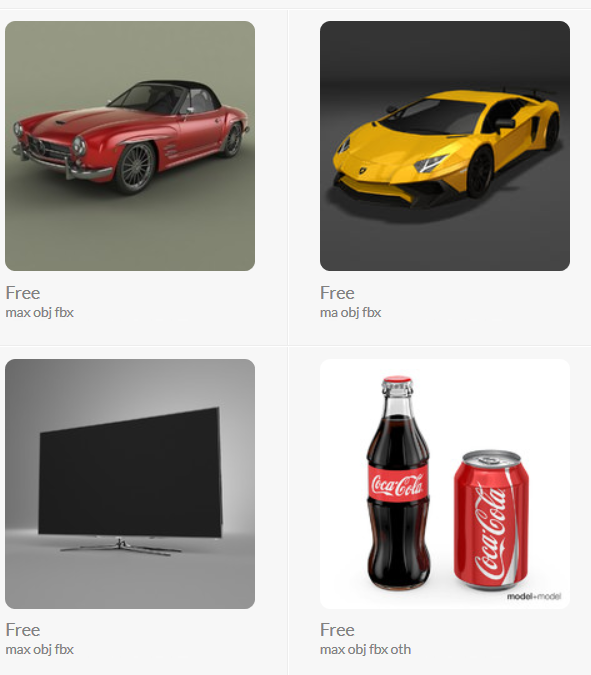 Free
max obj fbx
Free
ma obj fbx
Coca-Cola
Coca-Cola
model+model
Free
max obj fbx
Free
max obj fbx oth